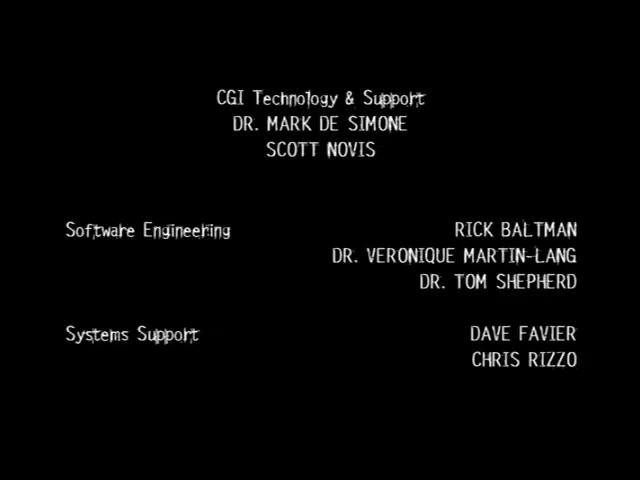 CGI Technology & Support
DR. MARK DE SIMONE
SCOTT NOVIS
Software Engineering RICK BALTMAN
DR. VERONIQUE MARTIN-LANG
DR. TOM SHEPHERD
Systems Support DAVE FAVIER
CHRIS RIZZO